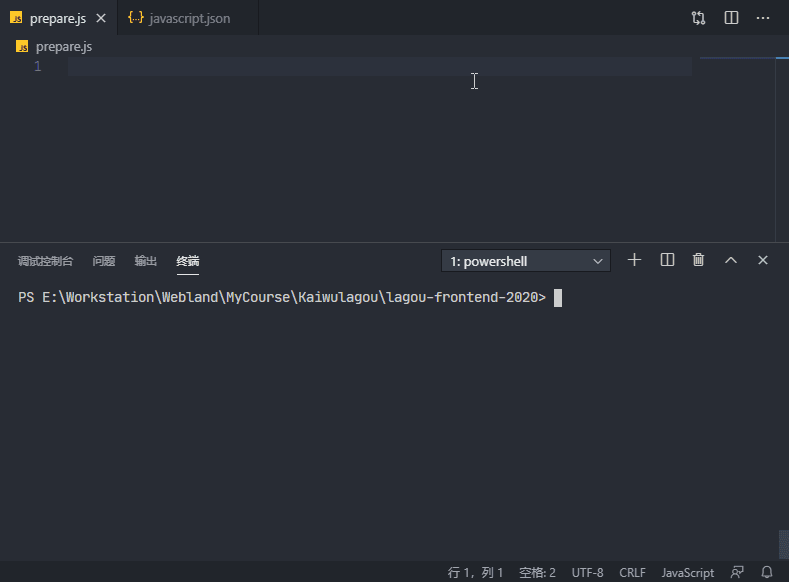 JS prepare.js {..} javascript.json
JS prepare.js
1
调试控制台 问题 输出 终端 1: powershell
PS E:\Workstation\Webland\MyCourse\Kaiwulagou\lagou-frontend-2020>
行 1，列 1 空格: 2 UTF-8 CRLF JavaScript